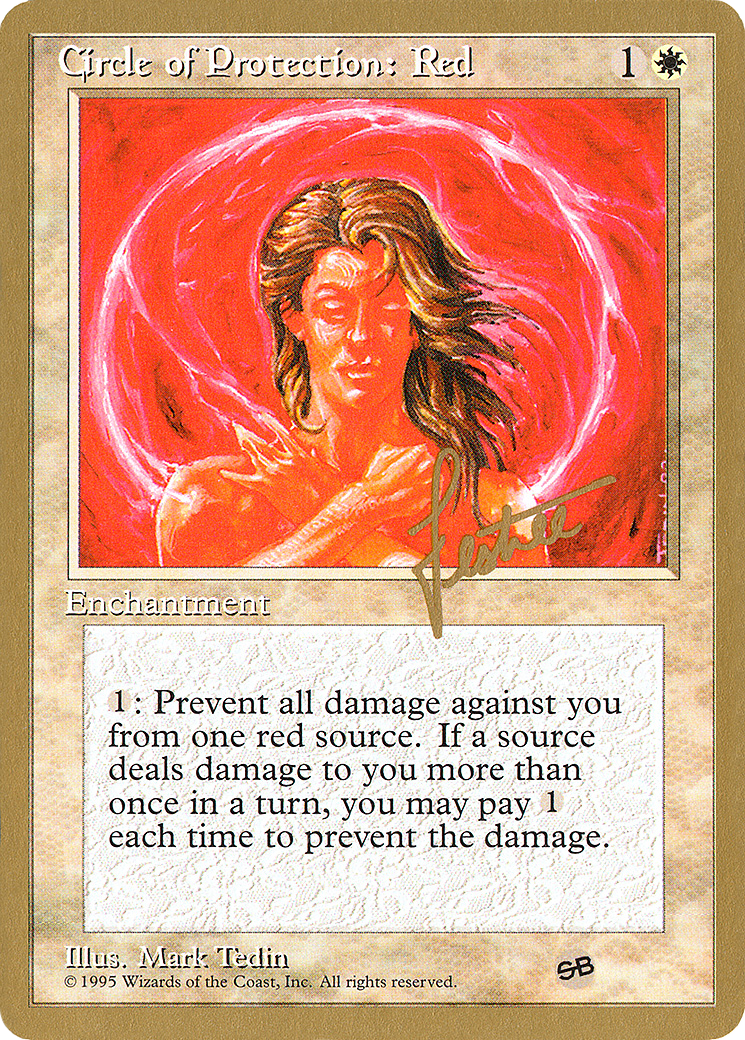 Circle of Protection: Red 1
Lestrée
Enchantment
1: Prevent all damage against you
from one red source. If a source
deals damage to you more than
once in a turn, you may pay 1
each time to prevent the damage.
Illus. Mark Tedin
© 1995 Wizards of the Coast, Inc. All rights reserved.
SB